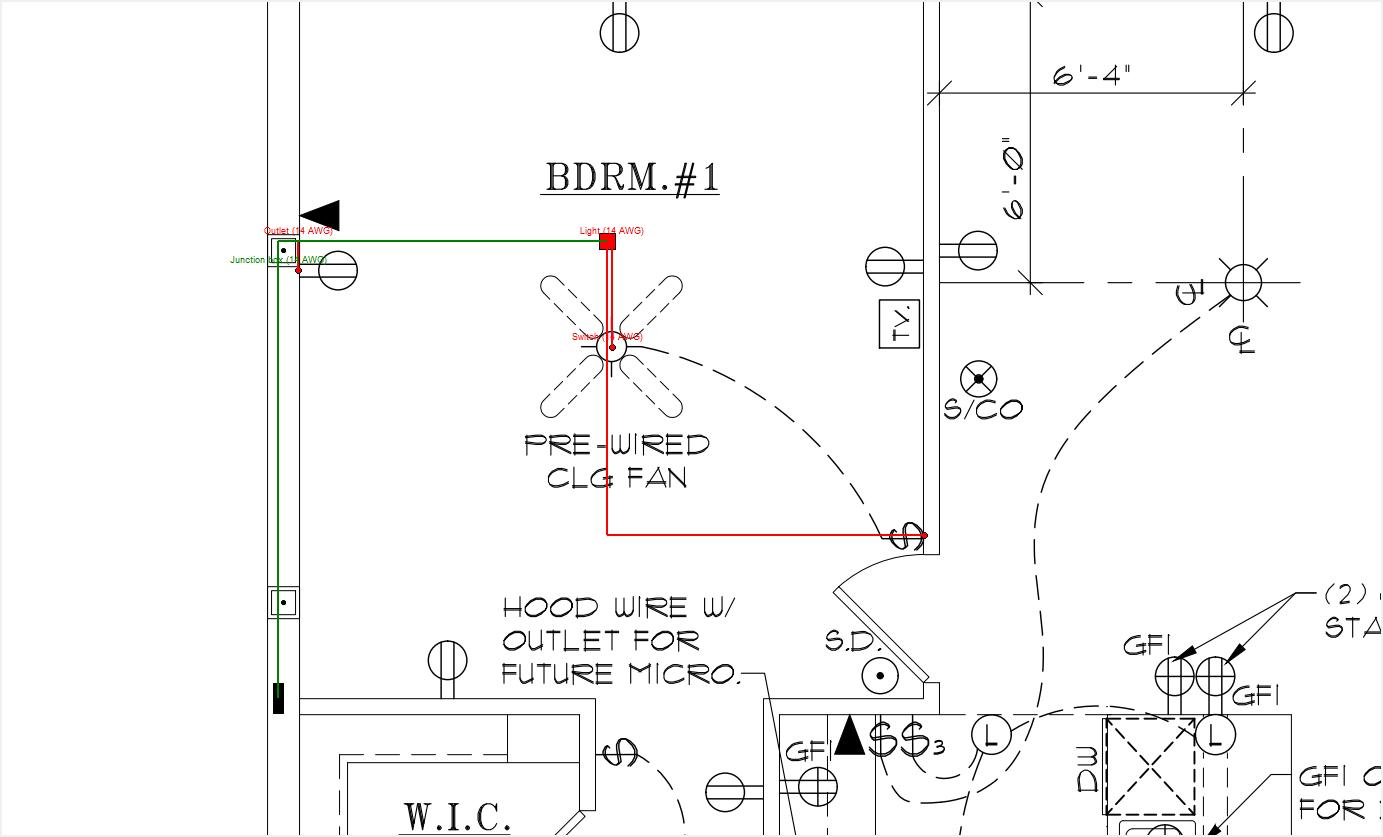 6'-4"
6'-0"
BDRM.#1
Outlet (14 AWG)
Light (14 AWG)
Junction box (14 AWG)
TV.
℄
℄
Switch (14 AWG)
S/CO
PRE-WIRED
CLG FAN
S
HOOD WIRE W/
OUTLET FOR
FUTURE MICRO.
S.D.
(2)
STA
GFI
GFI
S S3
L
L
GFI
S
DW
GFI
FOR
W.I.C.